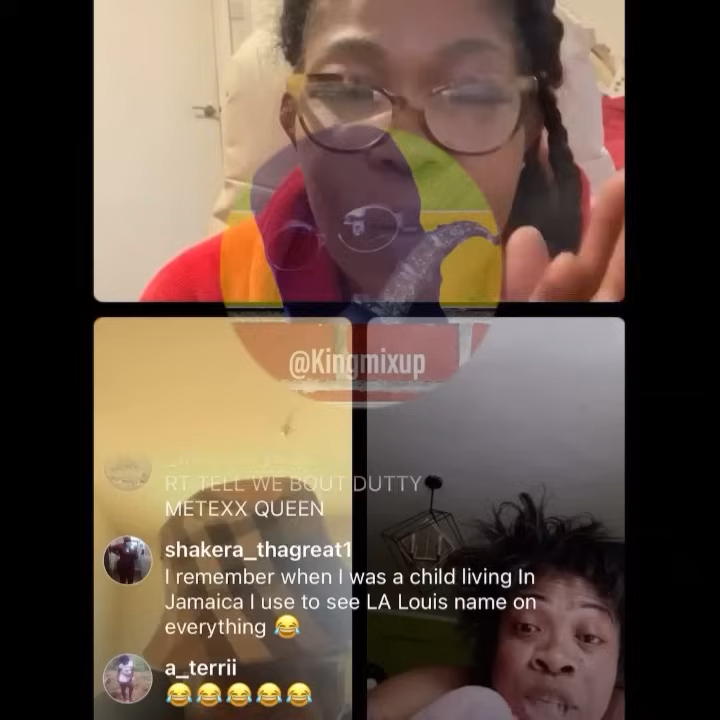 @Kingmixup
RT TELL WE BOUT DUTTY
METEXX QUEEN
shakera_thagreat1
I remember when I was a child living In
Jamaica I use to see LA Louis name on
everything 😂
a_terrii
😂😂😂😂😂